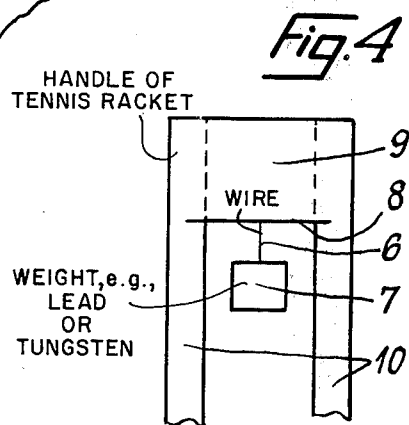 Fig. 4
HANDLE OF
TENNIS RACKET
9
WIRE
8
6
WEIGHT, e.g.,
LEAD
OR
TUNGSTEN
7
10